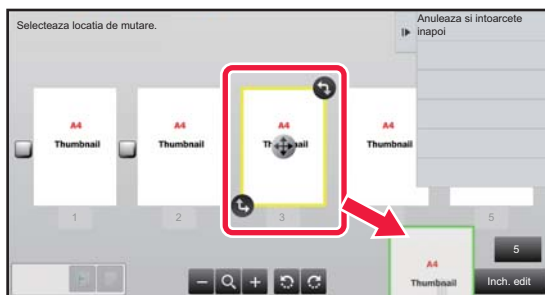 Selecteaza locatia de mutare.
Anuleaza si intoarcete
inapoi
A4
Thumbnail
A4
Thumbnail
A4
A4
Thumbnail
1
2
3
5
A4
Thumbnail
5
Inch. edit